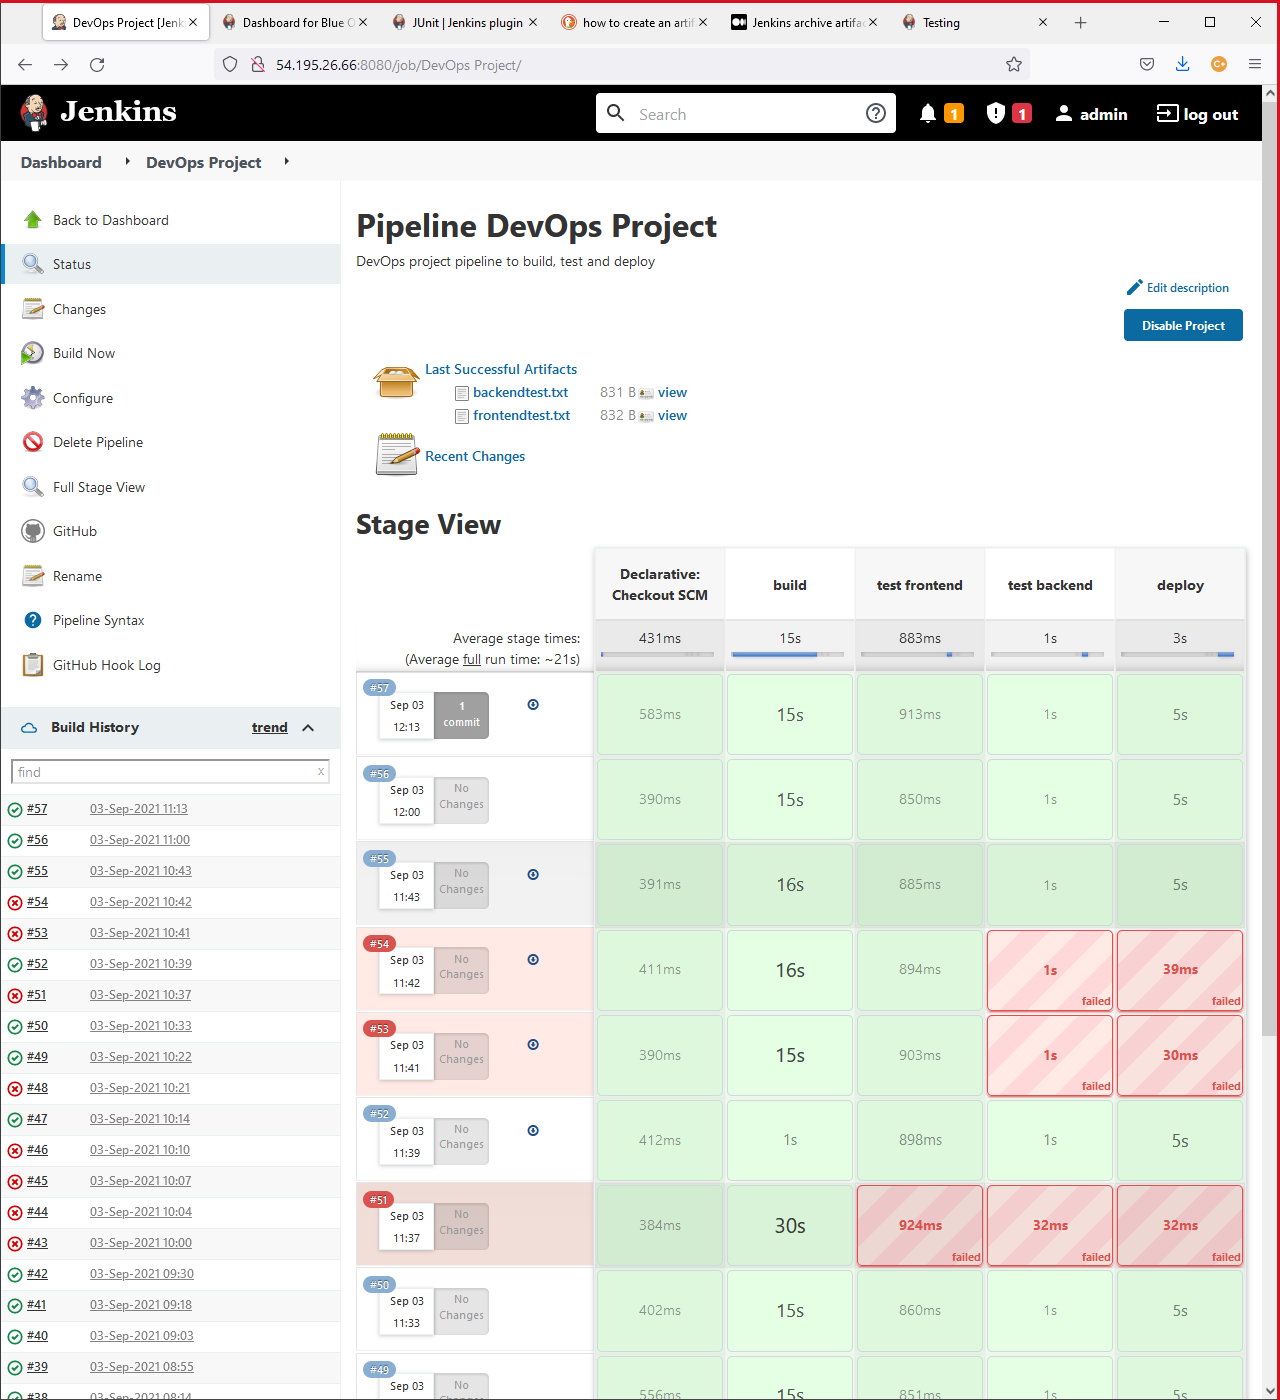 DevOps Project [Jenk
Dashboard for Blue O
JUnit | Jenkins plugin
how to create an artif
Jenkins archive artifac
Testing
54.195.26.66:8080/job/DevOps Project/
Jenkins
Search
1
1
admin
log out
Dashboard
DevOps Project
Back to Dashboard
Status
Changes
Build Now
Configure
Delete Pipeline
Full Stage View
GitHub
Rename
Pipeline Syntax
GitHub Hook Log
Build History
trend
find
x
#57 03-Sep-2021 11:13
#56 03-Sep-2021 11:00
#55 03-Sep-2021 10:43
#54 03-Sep-2021 10:42
#53 03-Sep-2021 10:41
#52 03-Sep-2021 10:39
#51 03-Sep-2021 10:37
#50 03-Sep-2021 10:33
#49 03-Sep-2021 10:22
#48 03-Sep-2021 10:21
#47 03-Sep-2021 10:14
#46 03-Sep-2021 10:10
#45 03-Sep-2021 10:07
#44 03-Sep-2021 10:04
#43 03-Sep-2021 10:00
#42 03-Sep-2021 09:30
#41 03-Sep-2021 09:18
#40 03-Sep-2021 09:03
#39 03-Sep-2021 08:55
#38 03-Sep-2021 08:14
Pipeline DevOps Project
DevOps project pipeline to build, test and deploy
Edit description
Disable Project
Last Successful Artifacts
backendtest.txt 831 B view
frontendtest.txt 832 B view
Recent Changes
Stage View
Declarative:
Checkout SCM
build
test frontend
test backend
deploy
Average stage times:
(Average full run time: ~21s)
431ms 15s 883ms 1s 3s
#57
Sep 03
12:13
1
commit
583ms 15s 913ms 1s 5s
#56
Sep 03
12:00
No
Changes
390ms 15s 850ms 1s 5s
#55
Sep 03
11:43
No
Changes
391ms 16s 885ms 1s 5s
#54
Sep 03
11:42
No
Changes
411ms 16s 894ms 1s 39ms
failed failed
#53
Sep 03
11:41
No
Changes
390ms 15s 903ms 1s 30ms
failed failed
#52
Sep 03
11:39
No
Changes
412ms 1s 898ms 1s 5s
#51
Sep 03
11:37
No
Changes
384ms 30s 924ms 32ms 32ms
failed failed failed
#50
Sep 03
11:33
No
Changes
402ms 15s 860ms 1s 5s
#49
Sep 03
No
556ms 15s 851ms 1s 5s